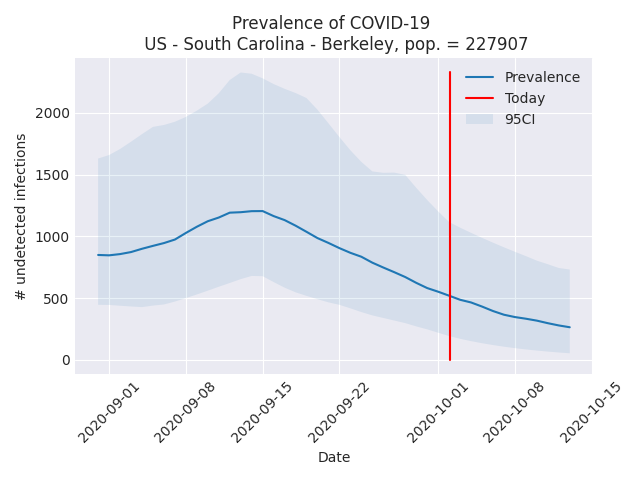 Prevalence of COVID-19
US - South Carolina - Berkeley, pop. = 227907
Prevalence
Today
95CI
# undetected infections
2000
1500
1000
500
0
2020-09-01
2020-09-08
2020-09-15
2020-09-22
2020-10-01
2020-10-08
2020-10-15
Date